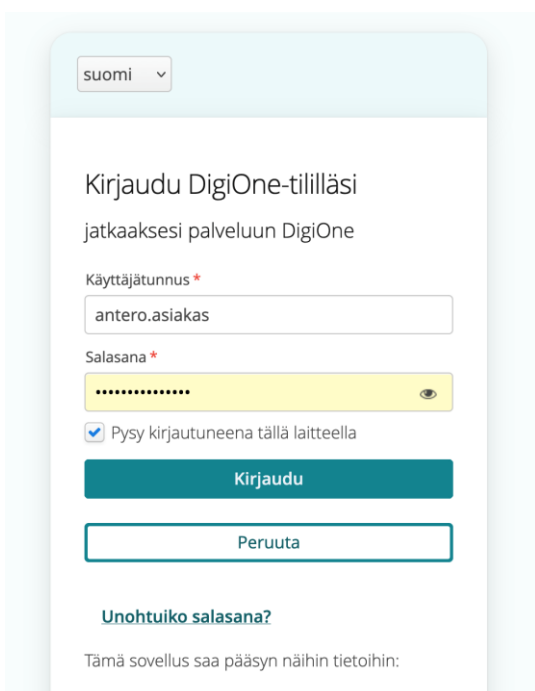 suomi
Kirjaudu DigiOne-tililläsi
jatkaaksesi palveluun DigiOne
Käyttäjätunnus *
antero.asiakas
Salasana *
•••••••••••••••
Pysy kirjautuneena tällä laitteella
Kirjaudu
Peruuta
Unohtuiko salasana?
Tämä sovellus saa pääsyn näihin tietoihin: